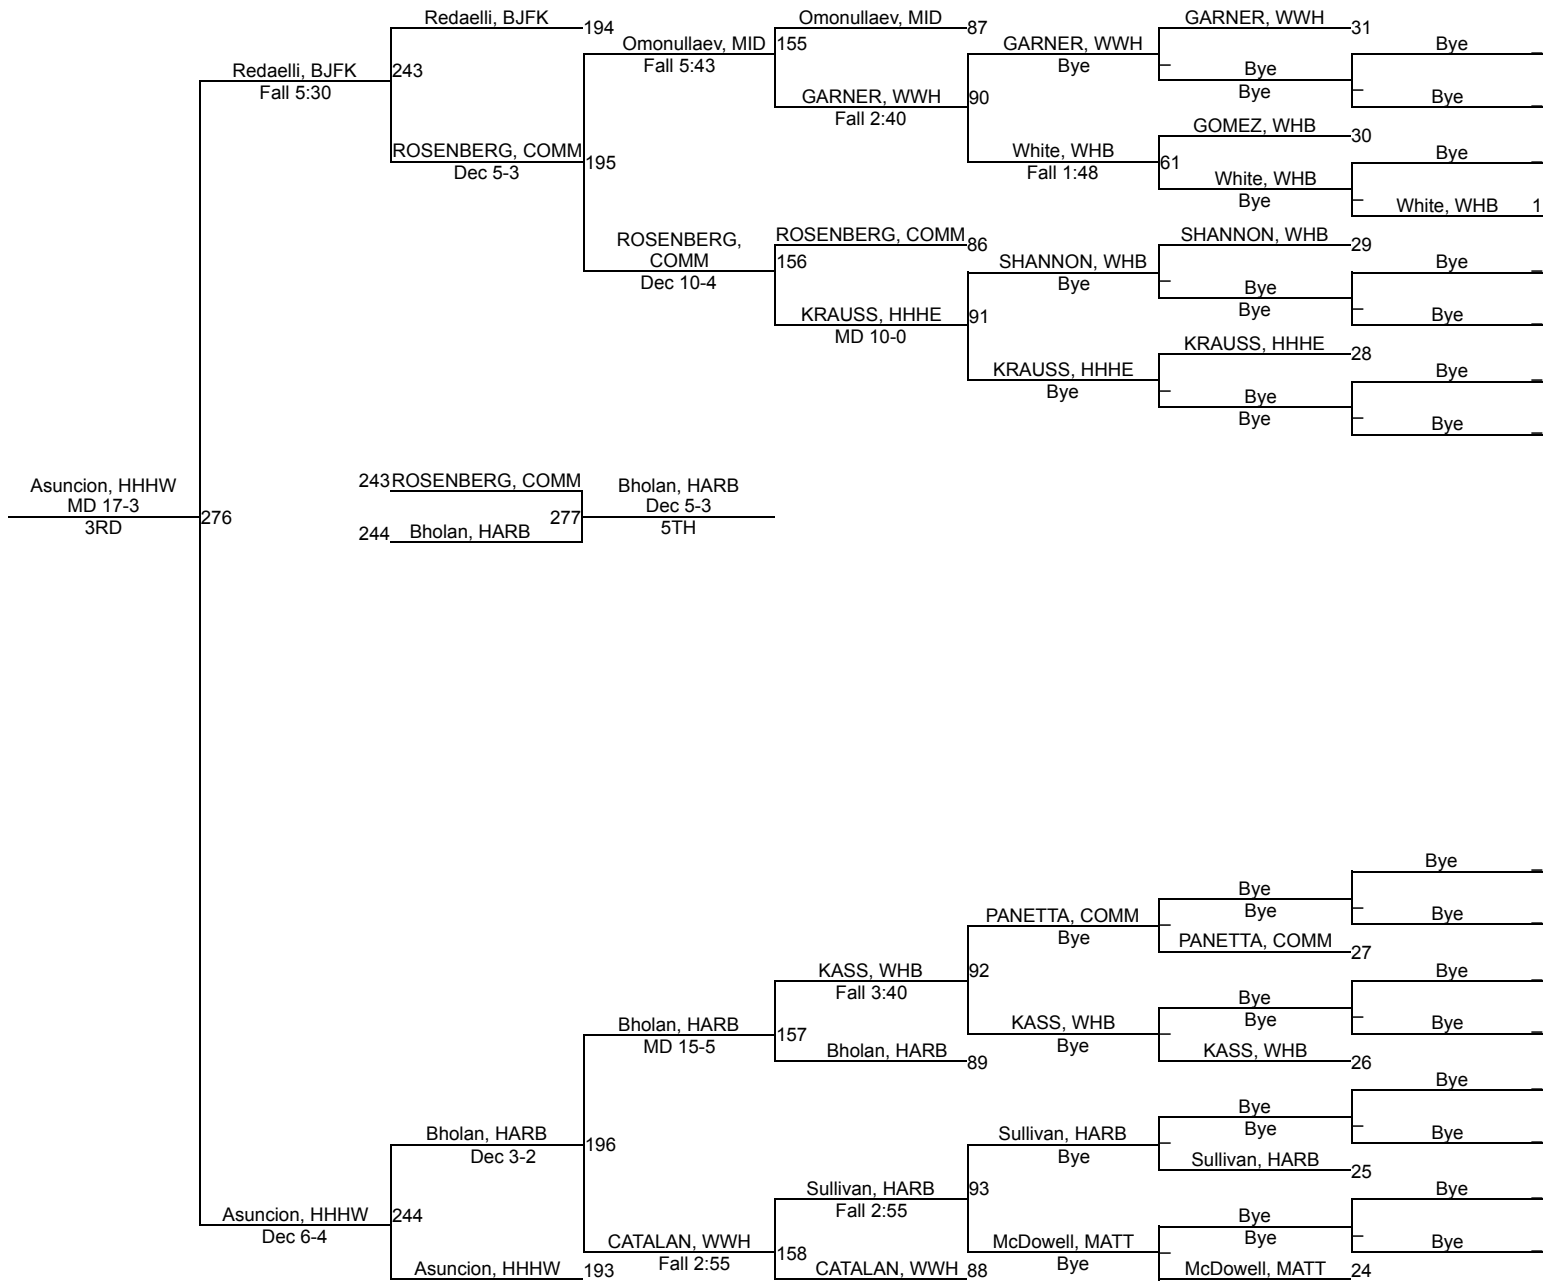 Redaelli, BJFK
194
Omonullaev, MID
87
GARNER, WWH
31
Omonullaev, MID
155
GARNER, WWH
Bye
_
Fall 5:43
Bye
_
Bye
Redaelli, BJFK
243
Bye
Fall 5:30
GARNER, WWH
90
_
Bye
_
Fall 2:40
GOMEZ, WHB
30
ROSENBERG, COMM
195
White, WHB
61
Bye
_
Dec 5-3
Fall 1:48
White, WHB
_
Bye
White, WHB 1
ROSENBERG,
COMM
ROSENBERG, COMM
86
SHANNON, WHB
29
Dec 10-4
156
SHANNON, WHB
Bye
_
Bye
_
Bye
_
KRAUSS, HHHE
91
Bye
Bye
_
MD 10-0
KRAUSS, HHHE
28
KRAUSS, HHHE
Bye
_
Bye
_
Bye
_
Bye
Bye
_
Asuncion, HHHW
243 ROSENBERG, COMM
Bholan, HARB
MD 17-3
Dec 5-3
3RD
276
277
5TH
244 Bholan, HARB
Bye
_
Bye
_
PANETTA, COMM
_
Bye
Bye
_
Bye
PANETTA, COMM
27
KASS, WHB
92
Bye
_
Fall 3:40
Bye
_
Bholan, HARB
157
KASS, WHB
_
Bye
Bye
_
MD 15-5
Bholan, HARB
89
Bye
KASS, WHB
26
Bye
_
Bholan, HARB
196
Sullivan, HARB
Bye
_
Dec 3-2
Bye
_
Bye
Bye
_
Sullivan, HARB
25
Sullivan, HARB
93
Bye
_
Fall 2:55
Asuncion, HHHW
244
Bye
_
Dec 6-4
CATALAN, WWH
158
McDowell, MATT
_
Bye
Bye
_
Fall 2:55
Bye
Asuncion, HHHW
193
CATALAN, WWH
88
McDowell, MATT
24